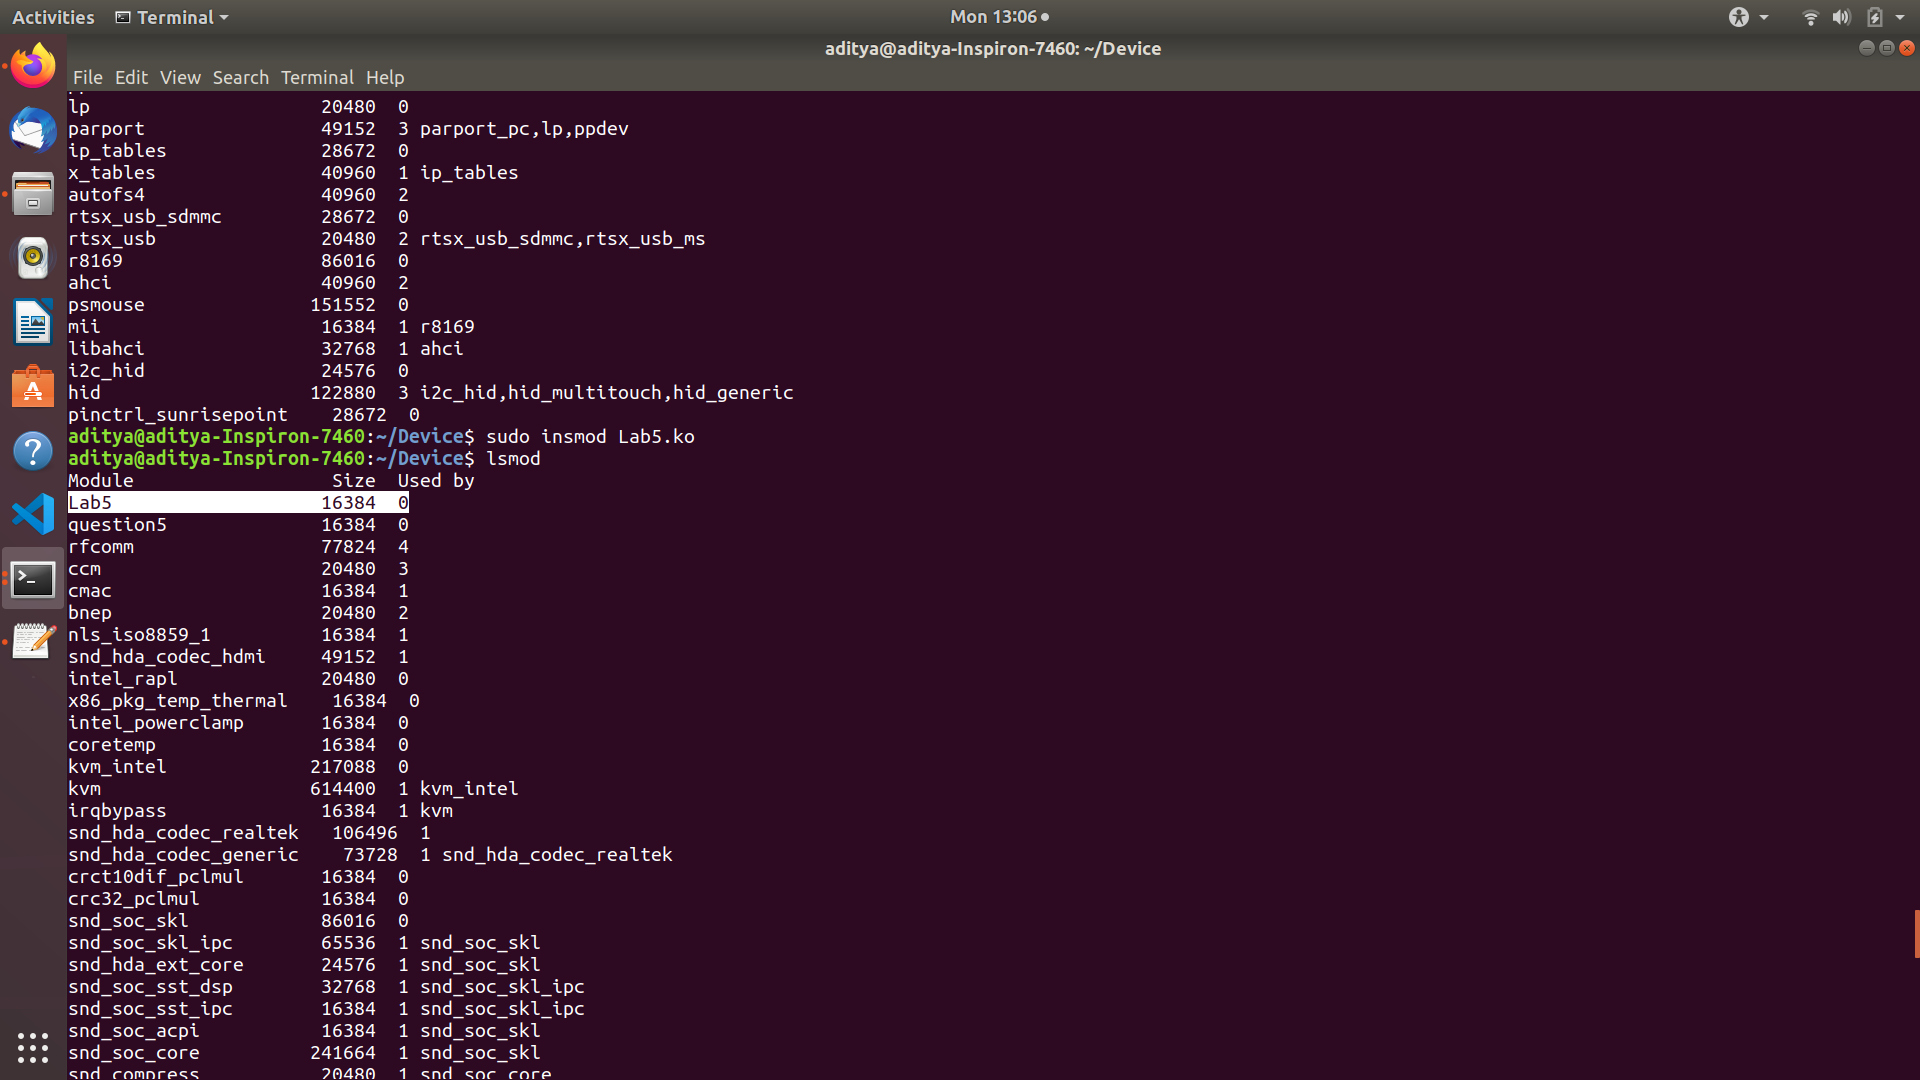 Activities Terminal Mon 13:06
aditya@aditya-Inspiron-7460: ~/Device
File Edit View Search Terminal Help
lp 20480 0
parport 49152 3 parport_pc,lp,ppdev
ip_tables 28672 0
x_tables 40960 1 ip_tables
autofs4 40960 2
rtsx_usb_sdmmc 28672 0
rtsx_usb 20480 2 rtsx_usb_sdmmc,rtsx_usb_ms
r8169 86016 0
ahci 40960 2
psmouse 151552 0
mii 16384 1 r8169
libahci 32768 1 ahci
i2c_hid 24576 0
hid 122880 3 i2c_hid,hid_multitouch,hid_generic
pinctrl_sunrisepoint 28672 0
aditya@aditya-Inspiron-7460:~/Device$ sudo insmod Lab5.ko
aditya@aditya-Inspiron-7460:~/Device$ lsmod
Module Size Used by
Lab5 16384 0
question5 16384 0
rfcomm 77824 4
ccm 20480 3
cmac 16384 1
bnep 20480 2
nls_iso8859_1 16384 1
snd_hda_codec_hdmi 49152 1
intel_rapl 20480 0
x86_pkg_temp_thermal 16384 0
intel_powerclamp 16384 0
coretemp 16384 0
kvm_intel 217088 0
kvm 614400 1 kvm_intel
irqbypass 16384 1 kvm
snd_hda_codec_realtek 106496 1
snd_hda_codec_generic 73728 1 snd_hda_codec_realtek
crct10dif_pclmul 16384 0
crc32_pclmul 16384 0
snd_soc_skl 86016 0
snd_soc_skl_ipc 65536 1 snd_soc_skl
snd_hda_ext_core 24576 1 snd_soc_skl
snd_soc_sst_dsp 32768 1 snd_soc_skl_ipc
snd_soc_sst_ipc 16384 1 snd_soc_skl_ipc
snd_soc_acpi 16384 1 snd_soc_skl
snd_soc_core 241664 1 snd_soc_skl
snd_compress 20480 1 snd_soc_core